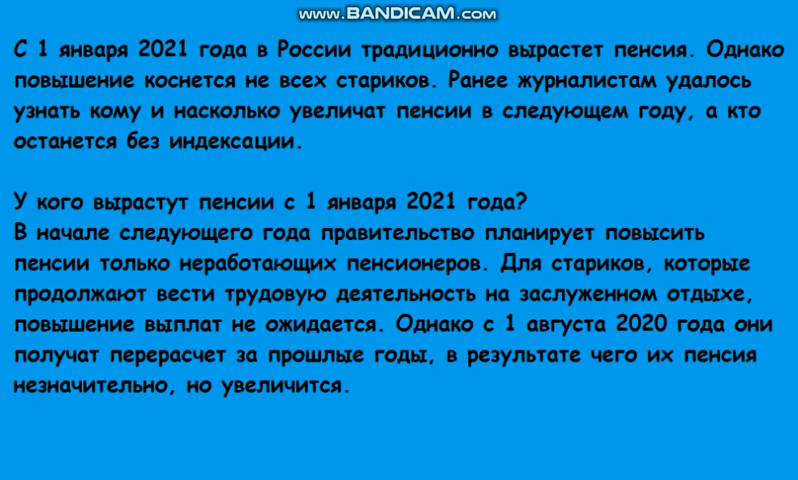 www.BANDICAM.com
С 1 января 2021 года в России традиционно вырастет пенсия. Однако
повышение коснется не всех стариков. Ранее журналистам удалось
узнать кому и насколько увеличат пенсии в следующем году, а кто
останется без индексации.
У кого вырастут пенсии с 1 января 2021 года?
В начале следующего года правительство планирует повысить
пенсии только неработающих пенсионеров. Для стариков, которые
продолжают вести трудовую деятельность на заслуженном отдыхе,
повышение выплат не ожидается. Однако с 1 августа 2020 года они
получат перерасчет за прошлые годы, в результате чего их пенсия
незначительно, но увеличится.